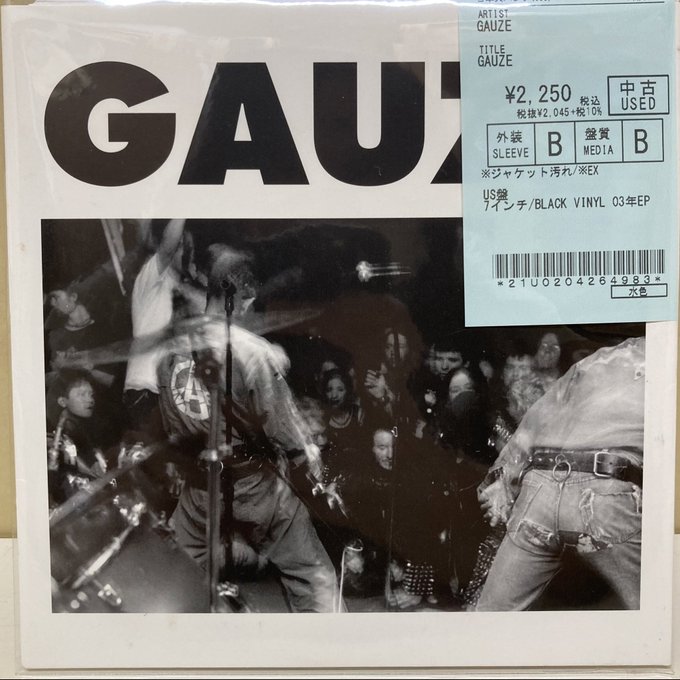 GAUZ
ARTIST
GAUZE
TITLE
GAUZE
¥2,250 税込
税抜¥2,045+税10%
中古
USED
外装
SLEEVE
B
盤質
MEDIA
B
※ジャケット汚れ/※EX
US盤
7インチ/BLACK VINYL 03年EP
*21U0204264983*
水色